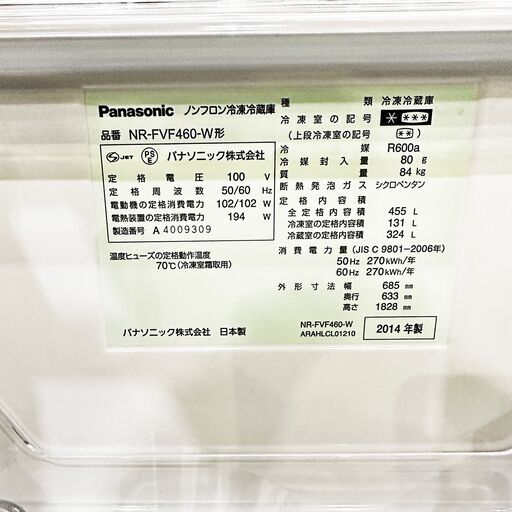 Panasonic ノンフロン冷凍冷蔵庫
品番 NR-FVF460-W形
JET PSE パナソニック株式会社
定格電圧 100 V
定格周波数 50/60 Hz
電動機の定格消費電力 102/102 W
電熱装置の定格消費電力 194 W
製造番号 A 4009309
温度ヒューズの定格動作温度
70℃(冷凍室霜取用)
パナソニック株式会社 日本製
種類 冷凍冷蔵庫
冷凍室の記号 ****
(上段冷凍室の記号 ** )
冷媒 R600a
冷媒封入量 80 g
質量 84 kg
断熱発泡ガス シクロペンタン
定格内容積
全定格内容積 455 L
冷凍室の定格内容積 131 L
冷蔵室の定格内容積 324 L
消費電力量 (JIS C 9801-2006年)
50 Hz 270 kWh/年
60 Hz 270 kWh/年
外形寸法 幅 685 mm
奥行 633 mm
高さ 1828 mm
NR-FVF460-W
ARAHLCL01210
2014 年製